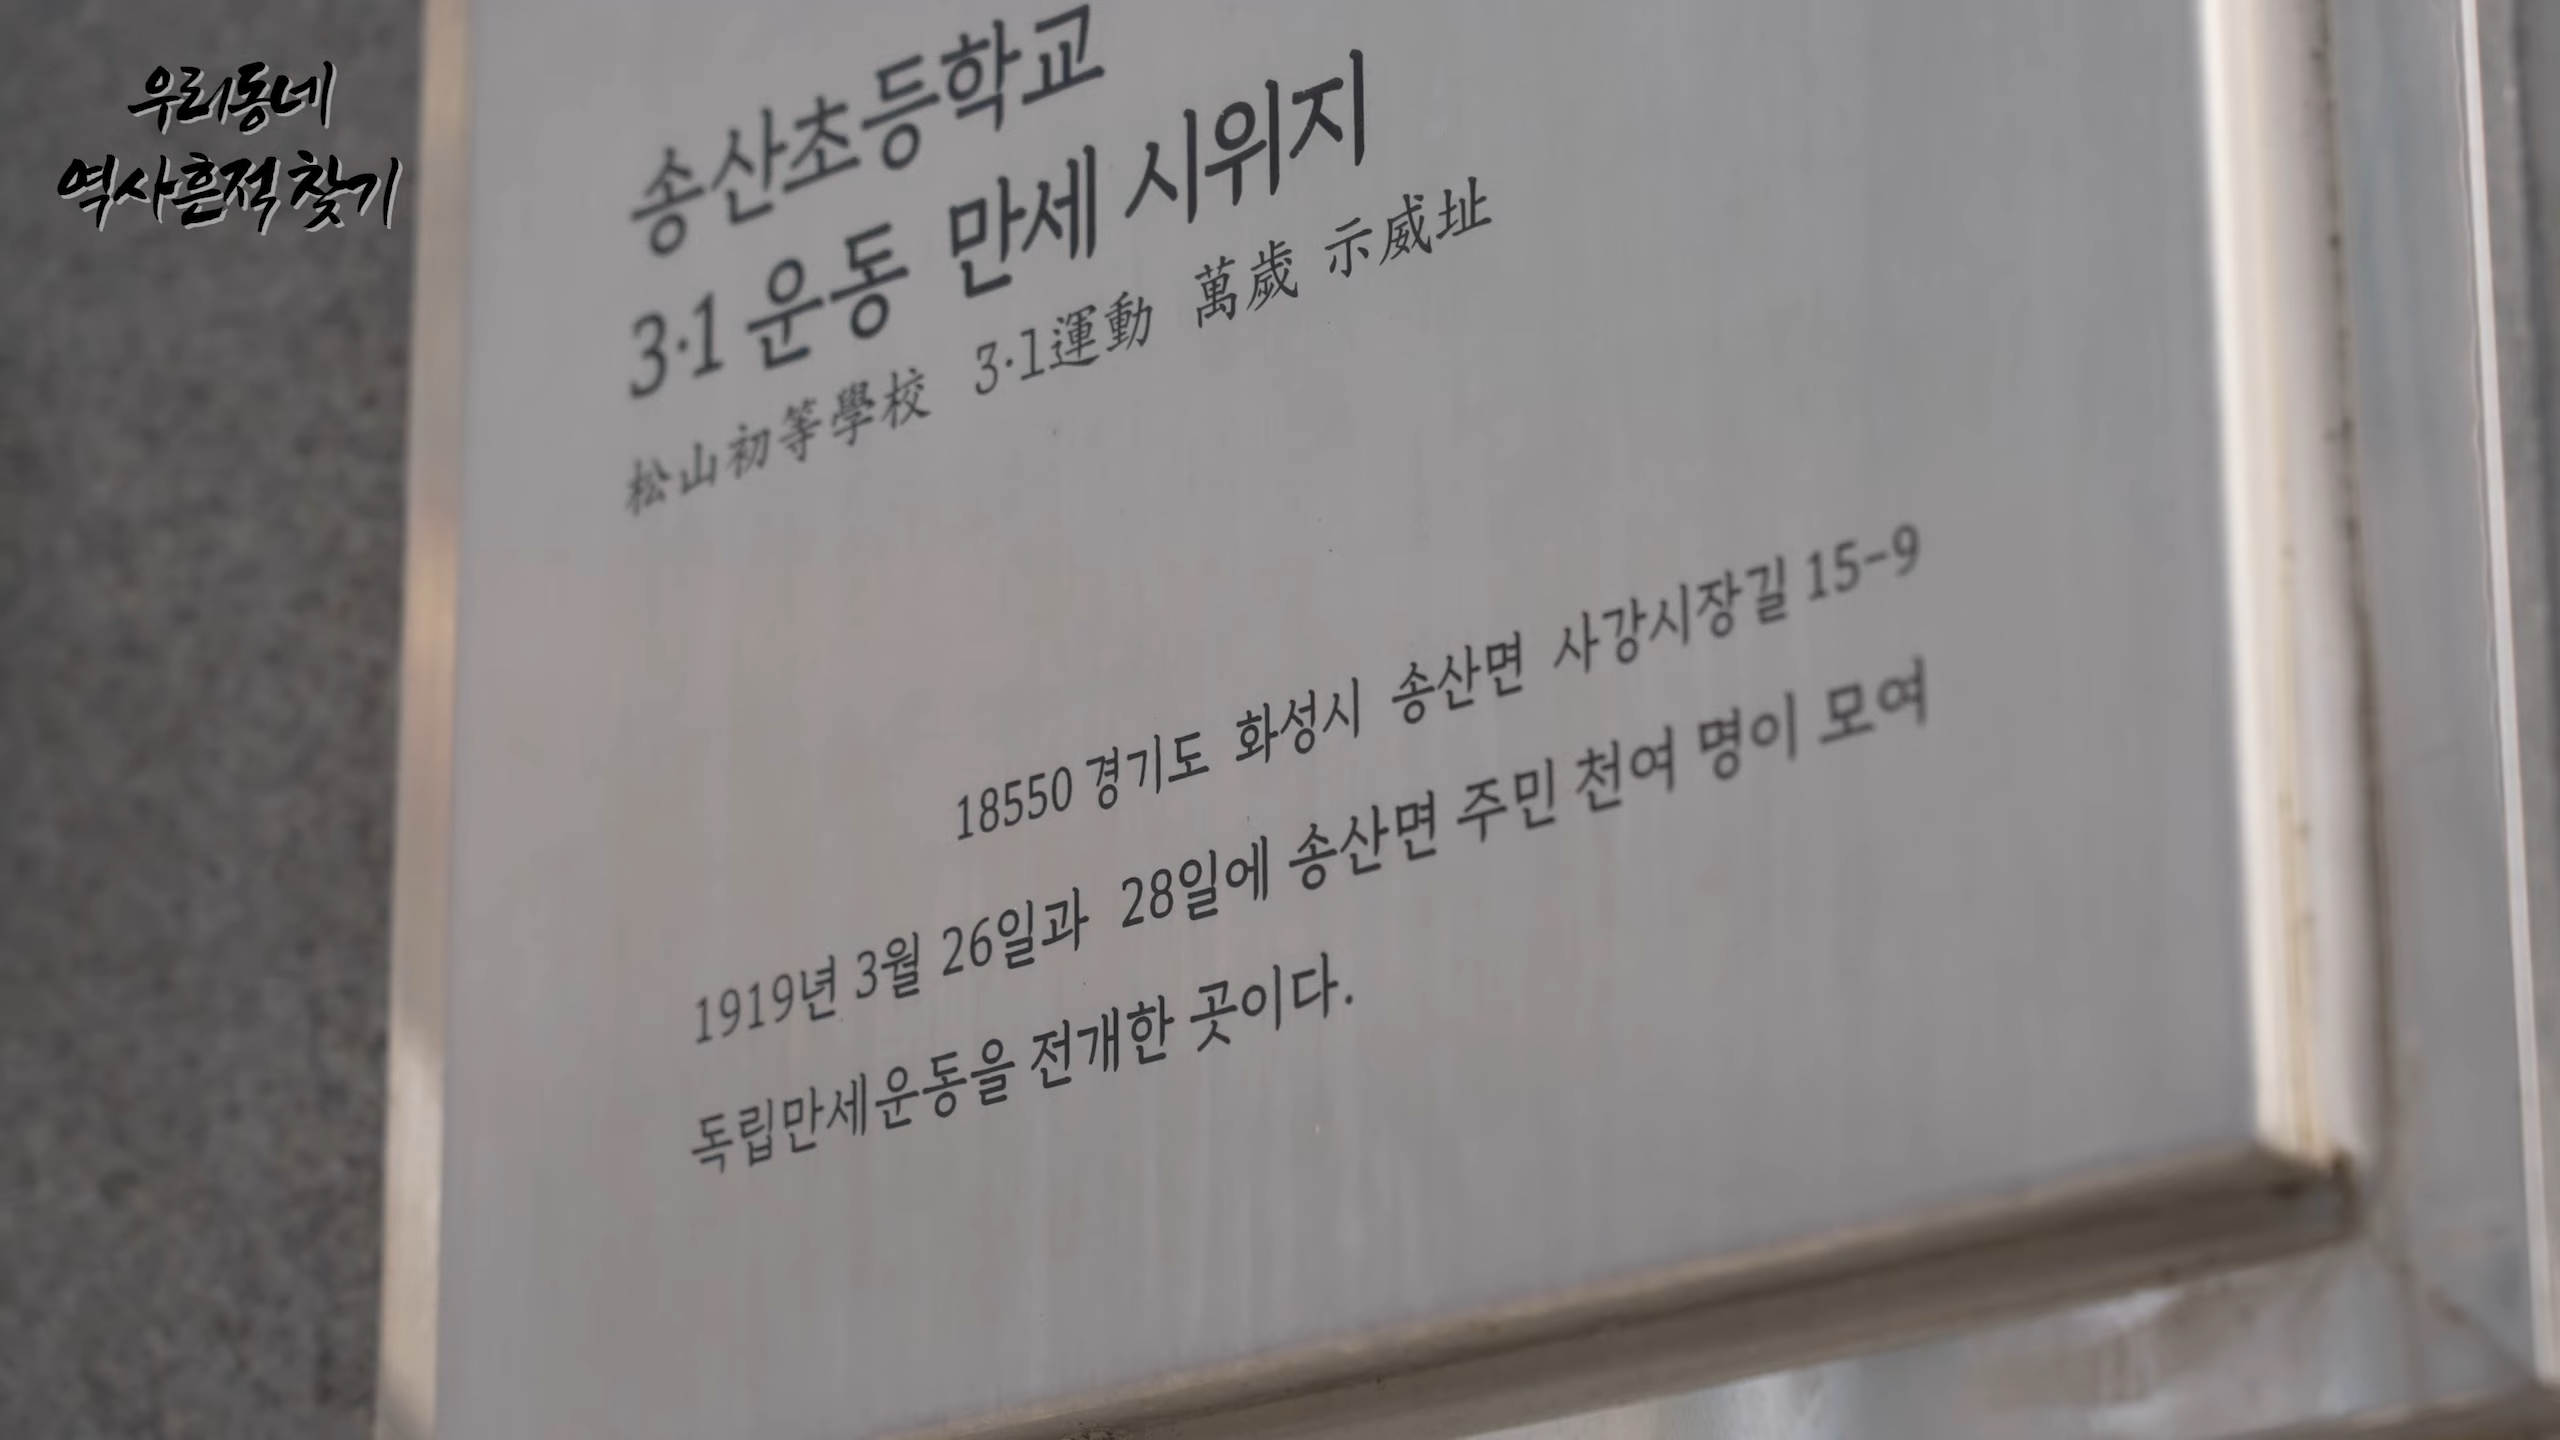 우리동네
역사흔적 찾기
송산초등학교
3·1 운동 만세 시위지
松山初等學校 3·1運動 萬歲 示威址
18550 경기도 화성시 송산면 사강시장길 15-9
1919년 3월 26일과 28일에 송산면 주민 천여 명이 모여
독립만세운동을 전개한 곳이다.